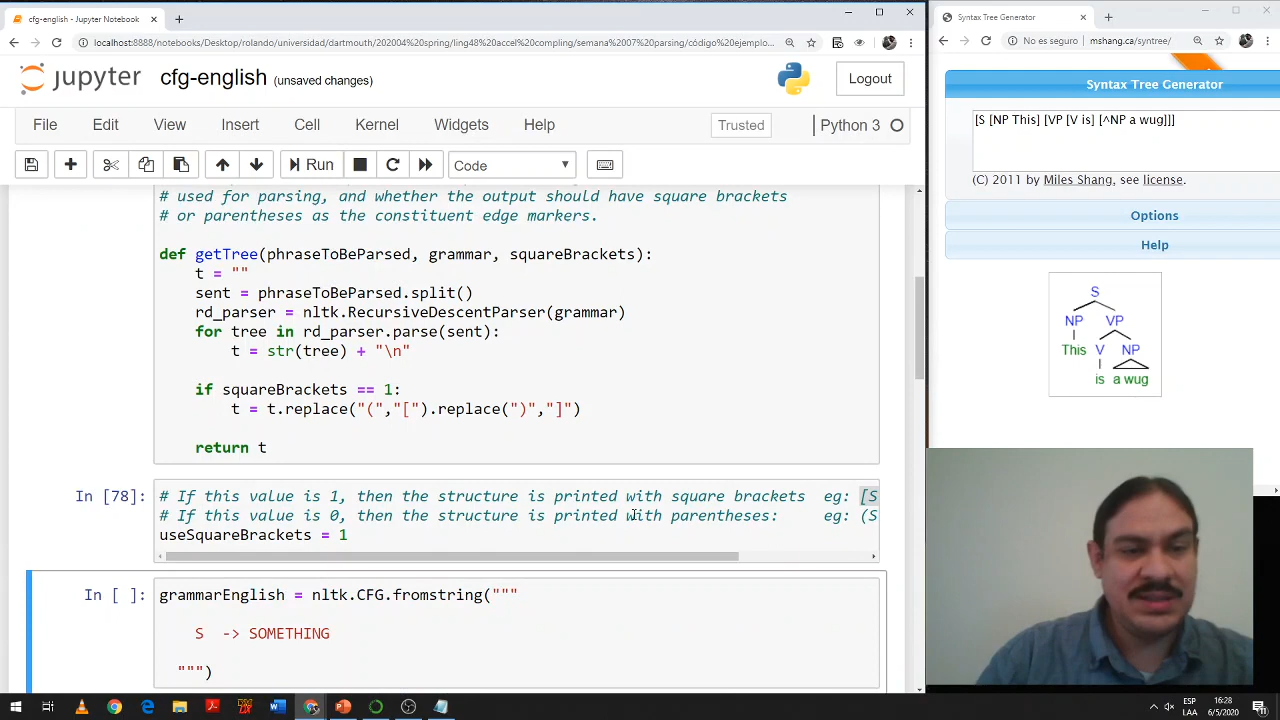 cfg-english - Jupyter Notebook
localhost:8888/notebooks/Desktop/orlando/universidad/dartmouth/202004%20spring/ling48%20accel%20compling/semana%2007%20parsing/código%20ejemplo...
jupyter cfg-english (unsaved changes)
Logout
File Edit View Insert Cell Kernel Widgets Help
Trusted
Python 3
Run
Code
# used for parsing, and whether the output should have square brackets
# or parentheses as the constituent edge markers.
def getTree(phraseToBeParsed, grammar, squareBrackets):
t = ""
sent = phraseToBeParsed.split()
rd_parser = nltk.RecursiveDescentParser(grammar)
for tree in rd_parser.parse(sent):
t = str(tree) + "\n"
if squareBrackets == 1:
t = t.replace("(","[").replace(")","]")
return t
In [78]:
# If this value is 1, then the structure is printed with square brackets eg: [S
# If this value is 0, then the structure is printed with parentheses: eg: (S
useSquareBrackets = 1
In [ ]:
grammarEnglish = nltk.CFG.fromstring("""
S -> SOMETHING
""")
Syntax Tree Generator
No es seguro | mshang.ca/syntree/
Syntax Tree Generator
[S [NP This] [VP [V is] [^NP a wug]]]
(C) 2011 by Miles Shang, see license.
Options
Help
S
NP VP
This V NP
is a wug
ESP
LAA
16:28
6/5/2020